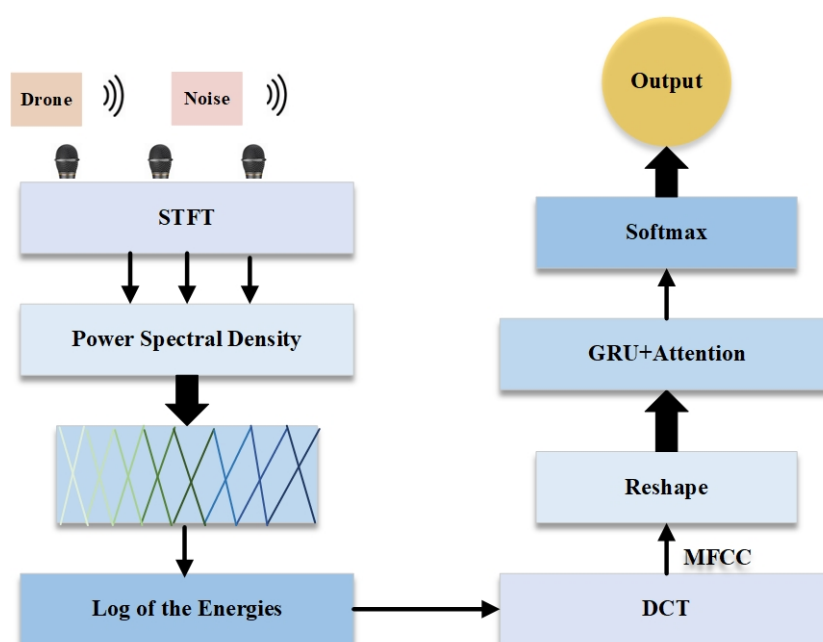 Drone
Noise
STFT
Power Spectral Density
Log of the Energies
DCT
MFCC
Reshape
GRU+Attention
Softmax
Output